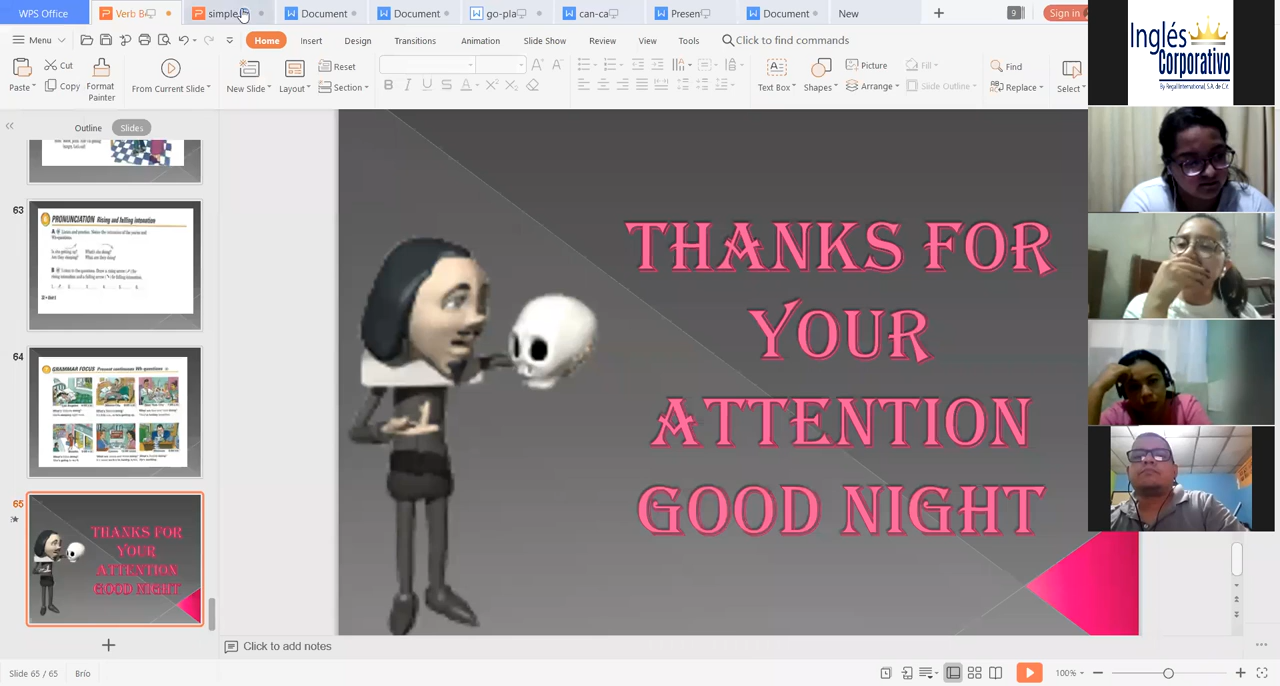 WPS Office
Verb B
simple
Document
Document
go-pla
can-ca
Presen
Document
New
9
Sign in
Menu
Home
Insert
Design
Transitions
Animation
Slide Show
Review
View
Tools
Click to find commands
Paste
Cut
Copy
Format
Painter
From Current Slide
New Slide
Layout
Reset
Section
Text Box
Shapes
Picture
Arrange
Fill
Slide Outline
Find
Replace
Select
Outline
Slides
63
PRONUNCIATION Rising and falling intonation
64
GRAMMAR FOCUS Present continuous Wh-questions
65
THANKS FOR
YOUR
ATTENTION
GOOD NIGHT
THANKS FOR
YOUR
ATTENTION
GOOD NIGHT
Click to add notes
Slide 65 / 65
Brío
100%
Inglés
Corporativo
By Regal International, S.A. de C.V.